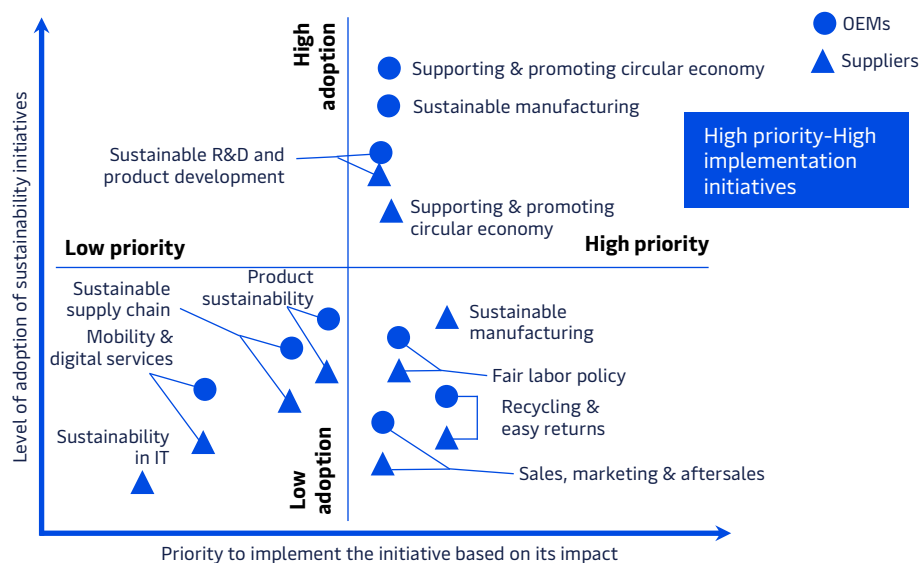 OEMs
Suppliers
High
adoption
Supporting & promoting circular economy
Sustainable manufacturing
High priority-High
implementation
initiatives
Sustainable R&D and
product development
Supporting & promoting
circular economy
Low priority
High priority
Product
sustainability
Sustainable
supply chain
Mobility &
digital services
Sustainability
in IT
Sustainable
manufacturing
Fair labor policy
Recycling &
easy returns
Sales, marketing & aftersales
Low
adoption
Level of adoption of sustainability initiatives
Priority to implement the initiative based on its impact